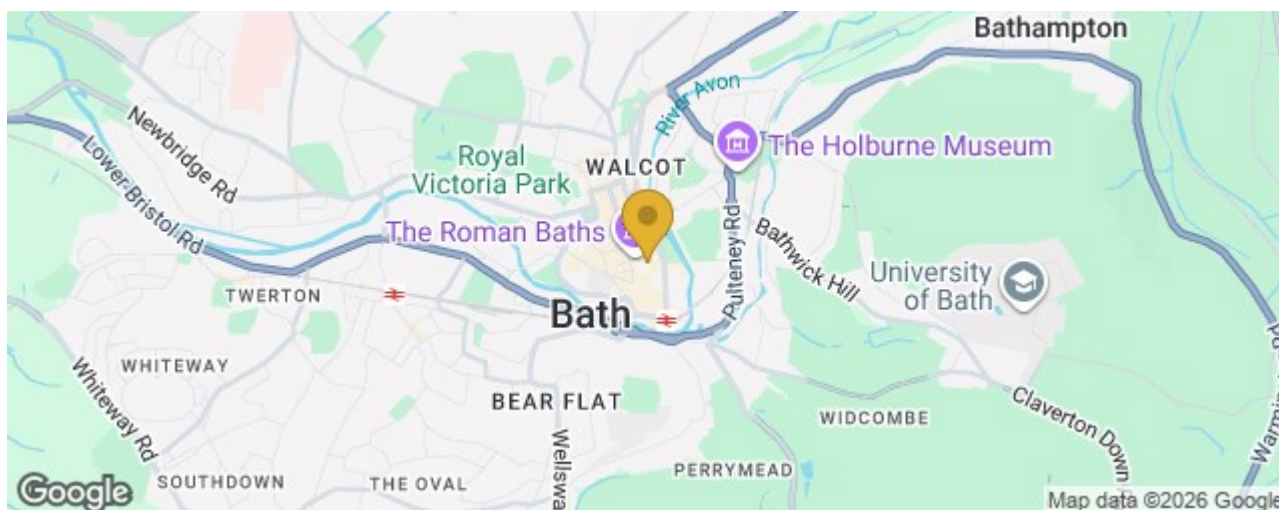 Bathampton
River Avon
Newbridge Rd
Lower Bristol Rd
Royal
Victoria Park
WALCOT
The Holburne Museum
The Roman Baths
Pulteney Rd
Bathwick Hill
University
of Bath
TWERTON
Bath
WHITEWAY
Whiteway Rd
BEAR FLAT
WIDCOMBE
Claverton Down
Wellswa
PERRYMEAD
SOUTHDOWN
THE OVAL
Google
Map data ©2026 Google